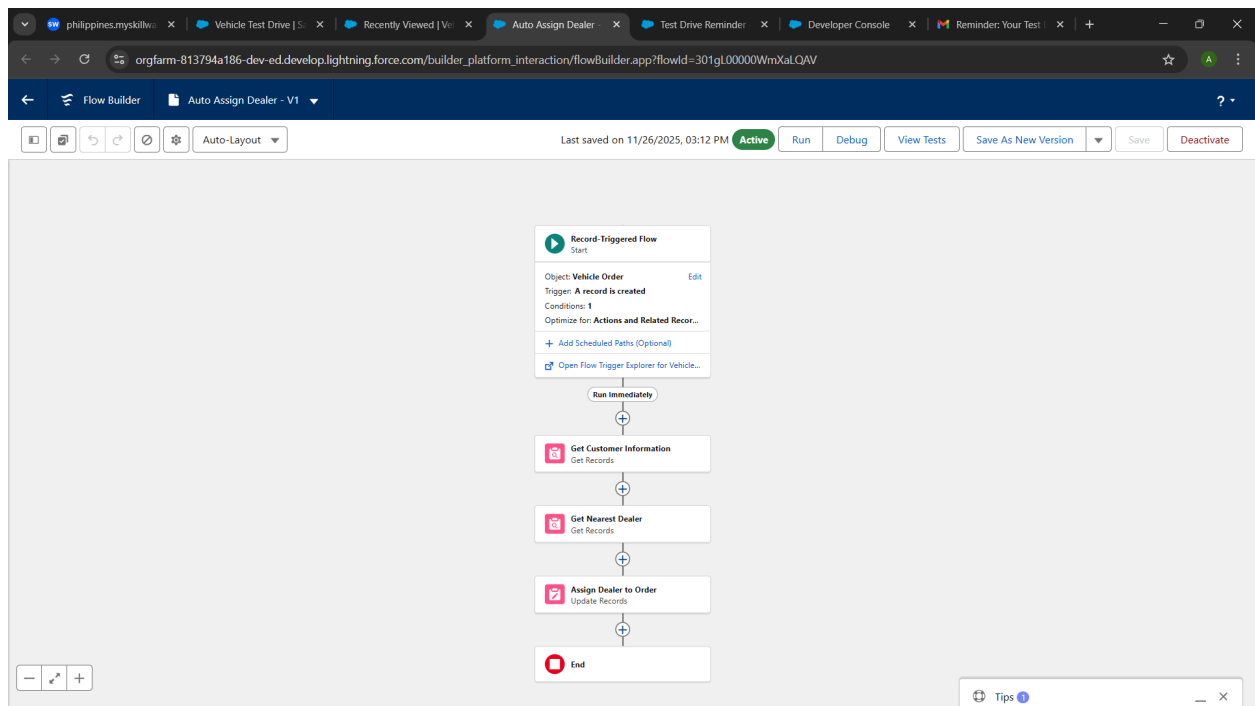 sw philippines.myskillwa
Vehicle Test Drive | Sa
Recently Viewed | Veh
Auto Assign Dealer -
Test Drive Reminder
Developer Console
Reminder: Your Test
orgfarm-813794a186-dev-ed.develop.lightning.force.com/builder_platform_interaction/flowBuilder.app?flowId=301gL00000WmXaLQAV
A
Flow Builder
Auto Assign Dealer - V1
?
Auto-Layout
Last saved on 11/26/2025, 03:12 PM
Active
Run
Debug
View Tests
Save As New Version
Save
Deactivate
Record-Triggered Flow
Start
Object: Vehicle Order
Edit
Trigger: A record is created
Conditions: 1
Optimize for: Actions and Related Recor...
+ Add Scheduled Paths (Optional)
Open Flow Trigger Explorer for Vehicle...
Run Immediately
Get Customer Information
Get Records
Get Nearest Dealer
Get Records
Assign Dealer to Order
Update Records
End
Tips 1